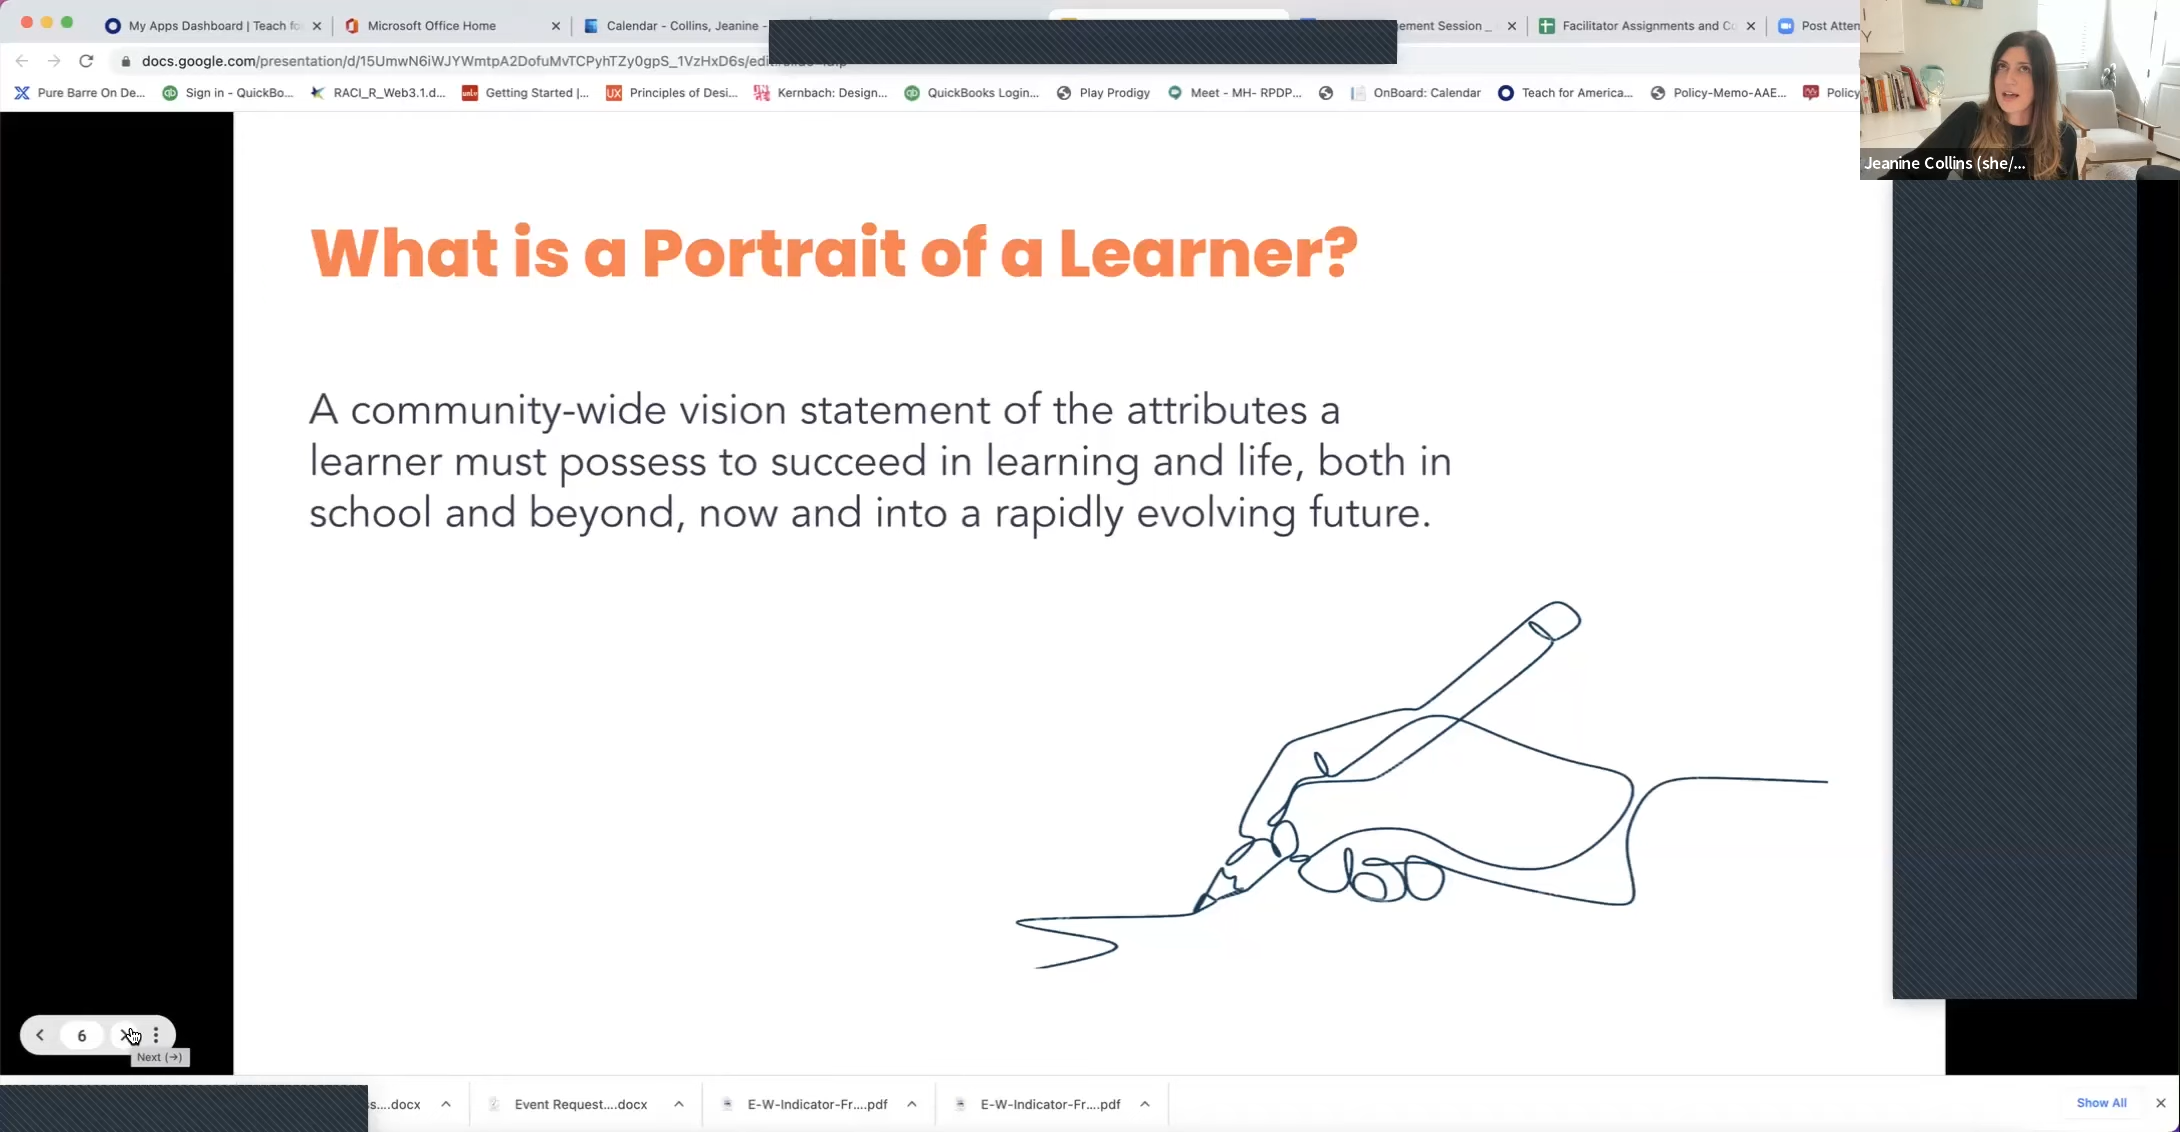 My Apps Dashboard | Teach fo
Microsoft Office Home
Calendar - Collins, Jeanine -
ement Session _
Facilitator Assignments and Co
Post Atten
docs.google.com/presentation/d/15UmwN6iWJYWmtpA2DofuMvTCPyhTZy0gpS_1VzHxD6s/edit
Pure Barre On De...
Sign in - QuickBo...
RACI_R_Web3.1.d...
Getting Started |...
Principles of Desi...
Kernbach: Design...
QuickBooks Login...
Play Prodigy
Meet - MH- RPDP...
OnBoard: Calendar
Teach for America...
Policy-Memo-AAE...
Policy
Jeanine Collins (she/...
What is a Portrait of a Learner?
A community-wide vision statement of the attributes a
learner must possess to succeed in learning and life, both in
school and beyond, now and into a rapidly evolving future.
6
Next (→)
s....docx
Event Request....docx
E-W-Indicator-Fr....pdf
E-W-Indicator-Fr....pdf
Show All